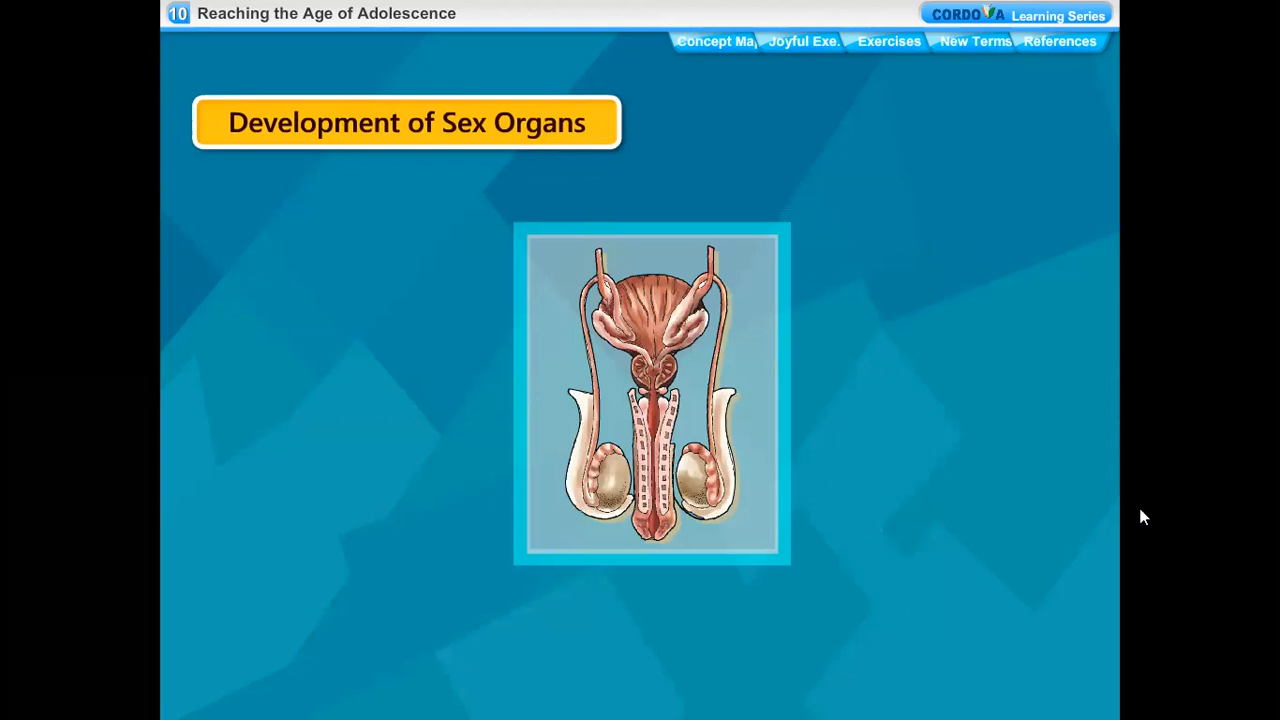 10 Reaching the Age of Adolescence
CORDOVA Learning Series
Concept Ma
Joyful Exe.
Exercises
New Terms
References
Development of Sex Organs